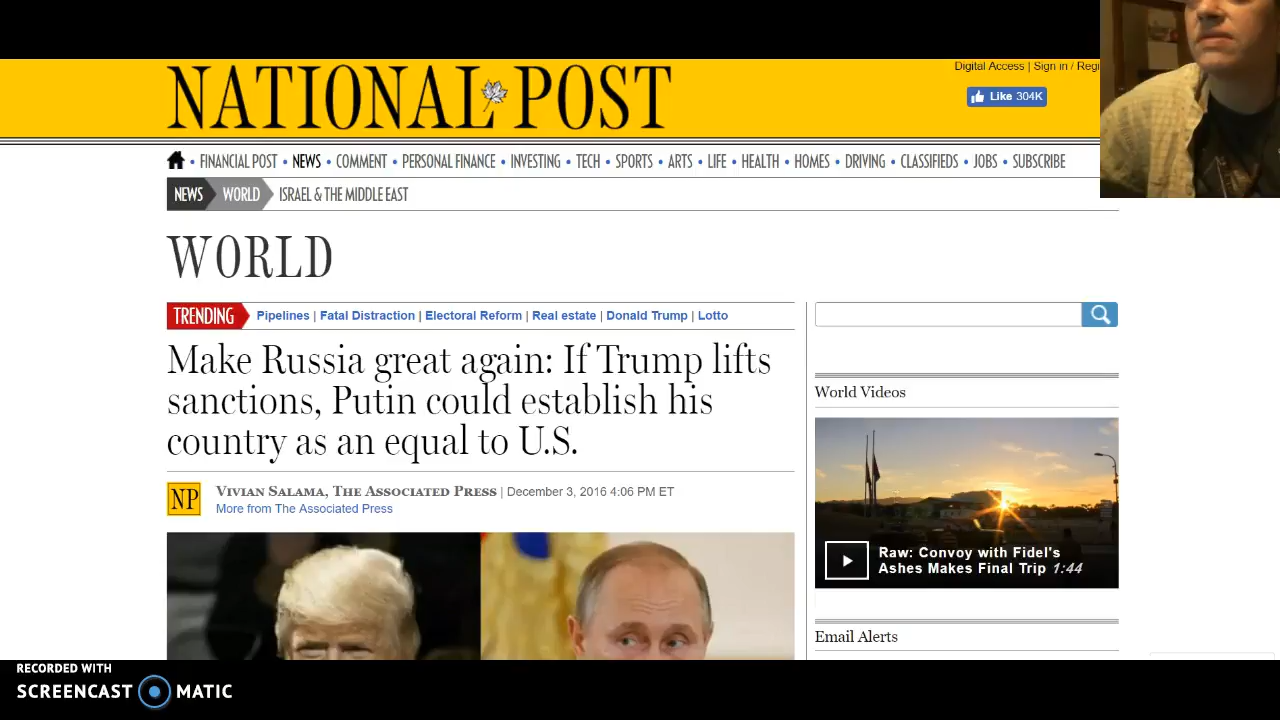 NATIONAL POST
Digital Access | Sign in / Regi
Like 304K
• FINANCIAL POST • NEWS • COMMENT • PERSONAL FINANCE • INVESTING • TECH • SPORTS • ARTS • LIFE • HEALTH • HOMES • DRIVING • CLASSIFIEDS • JOBS • SUBSCRIBE
NEWS WORLD ISRAEL & THE MIDDLE EAST
WORLD
TRENDING Pipelines | Fatal Distraction | Electoral Reform | Real estate | Donald Trump | Lotto
Make Russia great again: If Trump lifts
sanctions, Putin could establish his
country as an equal to U.S.
NP
VIVIAN SALAMA, THE ASSOCIATED PRESS | December 3, 2016 4:06 PM ET
More from The Associated Press
World Videos
Raw: Convoy with Fidel's
Ashes Makes Final Trip 1:44
Email Alerts
RECORDED WITH
SCREENCAST MATIC